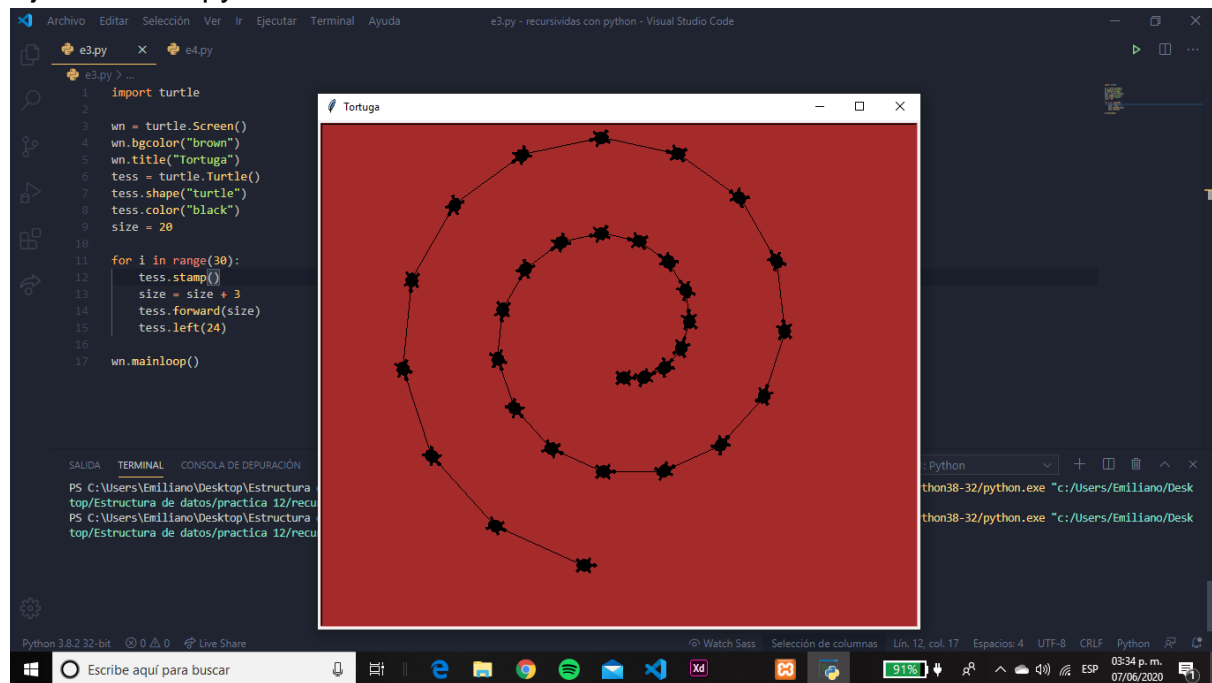 Archivo Editar Selección Ver Ir Ejecutar Terminal Ayuda
e3.py - recursividas con python - Visual Studio Code
e3.py
e4.py
e3.py > ...
1 import turtle
2
3 wn = turtle.Screen()
4 wn.bgcolor("brown")
5 wn.title("Tortuga")
6 tess = turtle.Turtle()
7 tess.shape("turtle")
8 tess.color("black")
9 size = 20
10
11 for i in range(30):
12 tess.stamp()
13 size = size + 3
14 tess.forward(size)
15 tess.left(24)
16
17 wn.mainloop()
Tortuga
SALIDA TERMINAL CONSOLA DE DEPURACIÓN
: Python
PS C:\Users\Emiliano\Desktop\Estructura
thon38-32/python.exe "c:/Users/Emiliano/Desk
top/Estructura de datos/practica 12/recu
PS C:\Users\Emiliano\Desktop\Estructura
thon38-32/python.exe "c:/Users/Emiliano/Desk
top/Estructura de datos/practica 12/recu
Python 3.8.2 32-bit 0 0 Live Share
Watch Sass Selección de columnas Lín. 12, col. 17 Espacios: 4 UTF-8 CRLF Python
Escribe aquí para buscar
Xd
91%
ESP
03:34 p. m.
07/06/2020
1